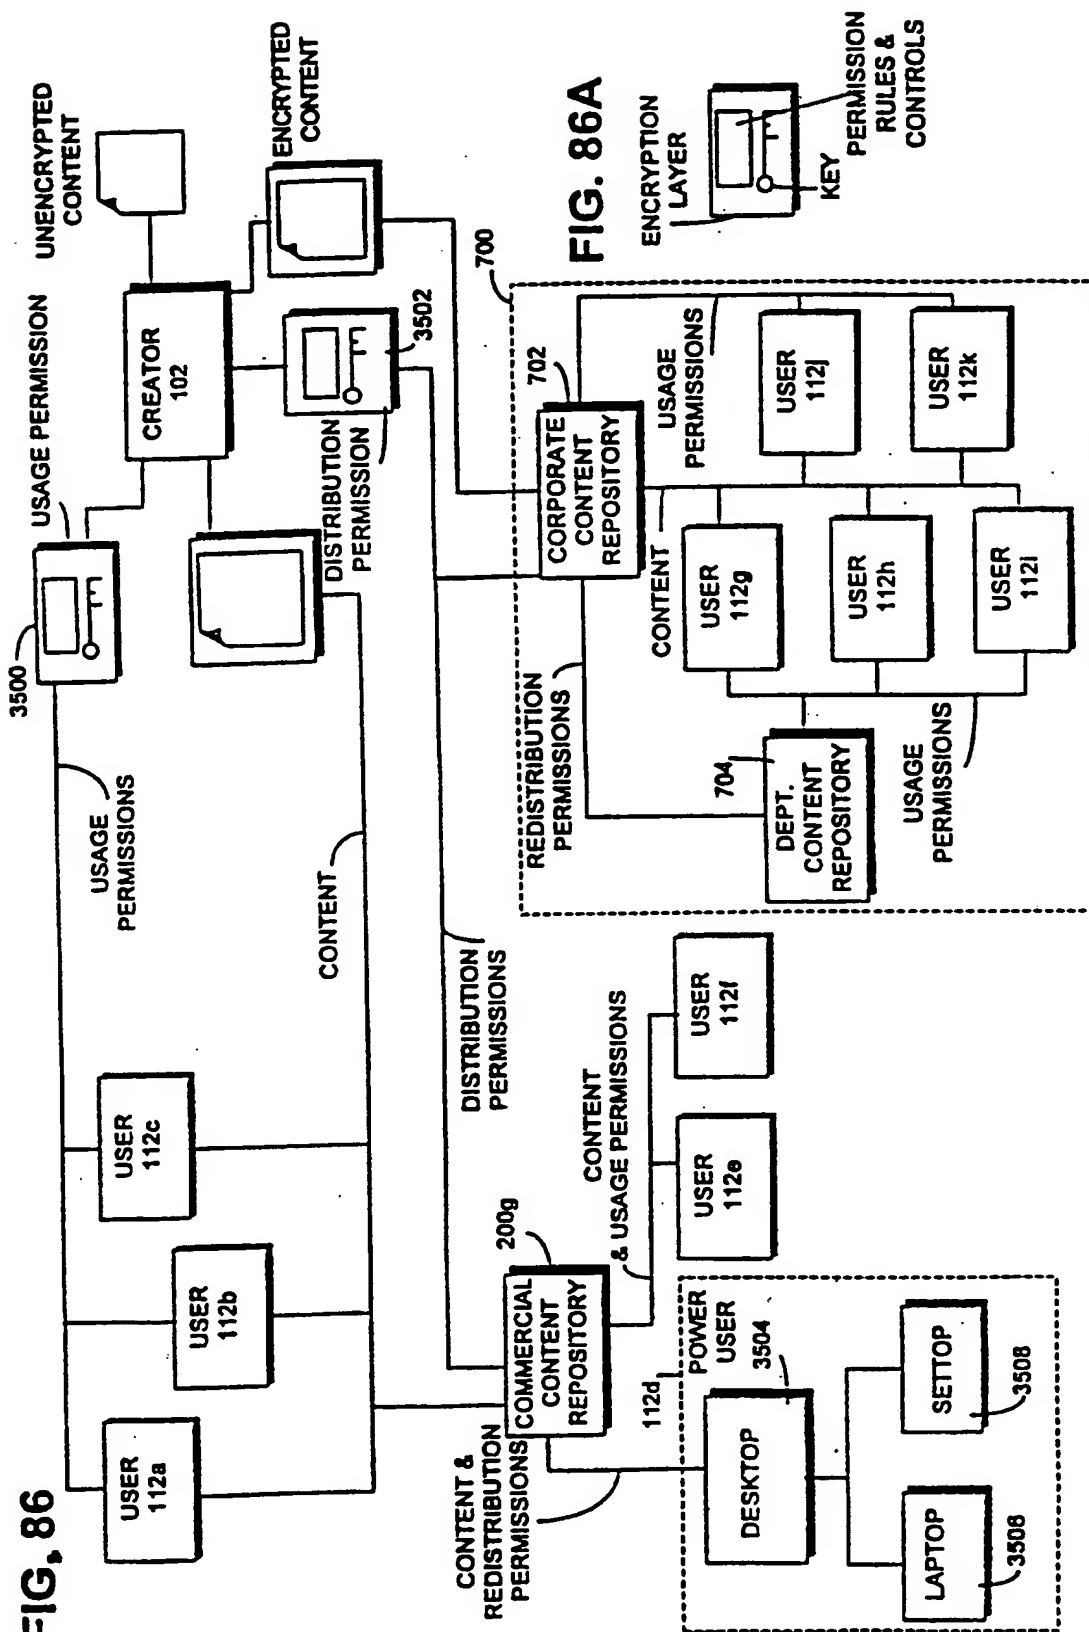 FIG. 86
USER
112a
USER
112b
USER
112c
USAGE
PERMISSIONS
3500
USAGE PERMISSION
CREATOR
102
UNENCRYPTED
CONTENT
CONTENT
DISTRIBUTION
PERMISSION
3502
ENCRYPTED
CONTENT
DISTRIBUTION
PERMISSIONS
CONTENT &
REDISTRIBUTION
PERMISSIONS
COMMERCIAL
CONTENT
REPOSITORY
200g
CONTENT
& USAGE PERMISSIONS
USER
112e
USER
112f
112d
POWER
USER
3504
DESKTOP
LAPTOP
3506
SETTOP
3508
700
REDISTRIBUTION
PERMISSIONS
CORPORATE
CONTENT
REPOSITORY
702
704
DEPT.
CONTENT
REPOSITORY
CONTENT
USAGE
PERMISSIONS
USER
112g
USER
112h
USER
112i
USAGE
PERMISSIONS
USER
112j
USER
112k
FIG. 86A
ENCRYPTION
LAYER
KEY
PERMISSION
RULES &
CONTROLS